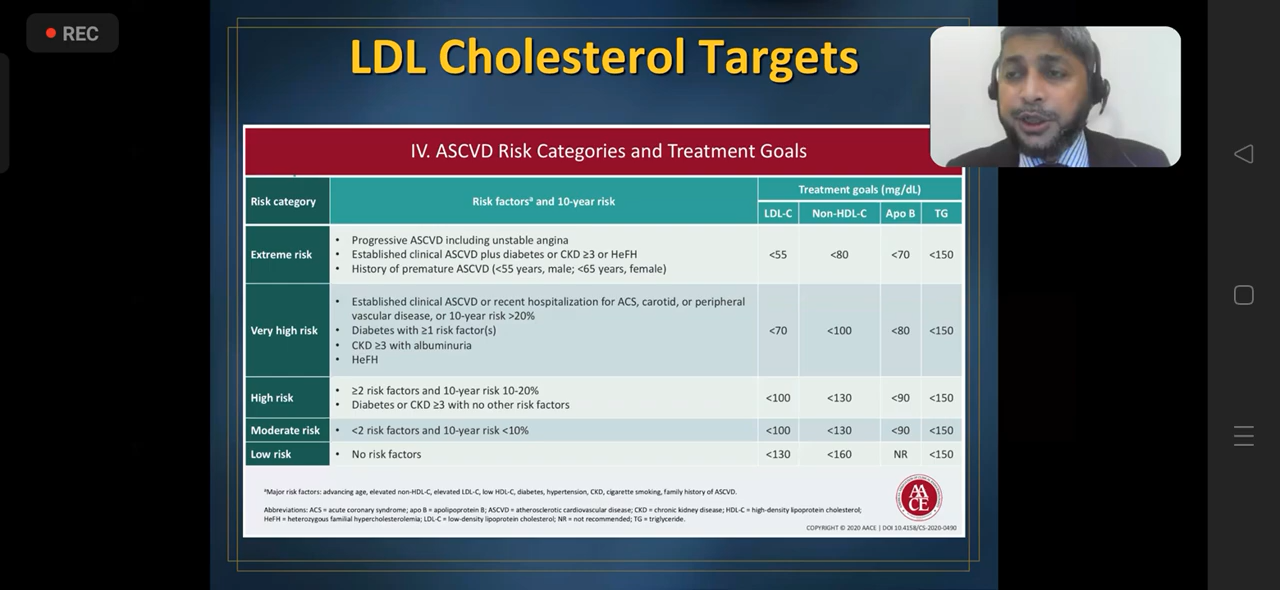 REC
LDL Cholesterol Targets
IV. ASCVD Risk Categories and Treatment Goals
Risk category
Risk factorsᵃ and 10-year risk
Treatment goals (mg/dL)
LDL-C Non-HDL-C Apo B TG
Extreme risk
• Progressive ASCVD including unstable angina
• Established clinical ASCVD plus diabetes or CKD ≥3 or HeFH
• History of premature ASCVD (<55 years, male; <65 years, female)
<55 <80 <70 <150
Very high risk
• Established clinical ASCVD or recent hospitalization for ACS, carotid, or peripheral
vascular disease, or 10-year risk >20%
• Diabetes with ≥1 risk factor(s)
• CKD ≥3 with albuminuria
• HeFH
<70 <100 <80 <150
High risk
• ≥2 risk factors and 10-year risk 10-20%
• Diabetes or CKD ≥3 with no other risk factors
<100 <130 <90 <150
Moderate risk
• <2 risk factors and 10-year risk <10%
<100 <130 <90 <150
Low risk
• No risk factors
<130 <160 NR <150
ᵃMajor risk factors: advancing age, elevated non-HDL-C, elevated LDL-C, low HDL-C, diabetes, hypertension, CKD, cigarette smoking, family history of ASCVD.
Abbreviations: ACS = acute coronary syndrome; apo B = apolipoprotein B; ASCVD = atherosclerotic cardiovascular disease; CKD = chronic kidney disease; HDL-C = high-density lipoprotein cholesterol;
HeFH = heterozygous familial hypercholesterolemia; LDL-C = low-density lipoprotein cholesterol; NR = not recommended; TG = triglyceride.
AA
CE
COPYRIGHT © 2020 AACE | DOI 10.4158/CS-2020-0490